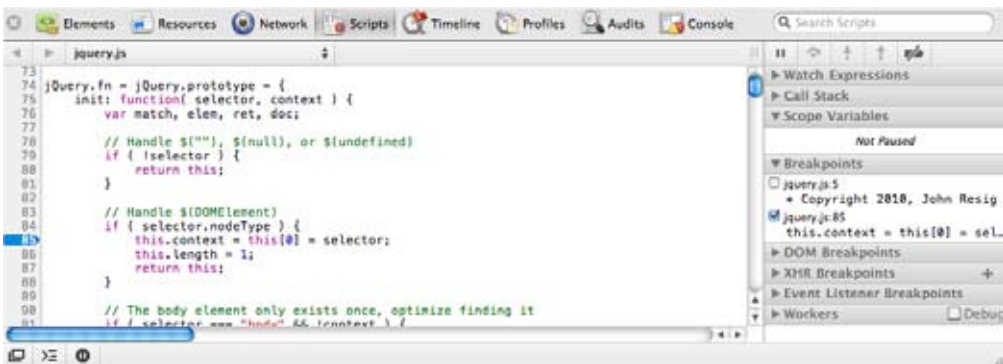 Elements Resources Network Scripts Timeline Profiles Audits Console Search Scripts
jquery.js
73
74 jQuery.fn = jQuery.prototype = {
75 init: function( selector, context ) {
76 var match, elem, ret, doc;
77
78 // Handle $(""), $(null), or $(undefined)
79 if ( !selector ) {
80 return this;
81 }
82
83 // Handle $(DOMElement)
84 if ( selector.nodeType ) {
85 this.context = this[0] = selector;
86 this.length = 1;
87 return this;
88 }
89
90 // The body element only exists once, optimize finding it
91 if ( selector === "body" && !context ) {
Watch Expressions
Call Stack
Scope Variables
Not Paused
Breakpoints
jquery.js:5
* Copyright 2010, John Resig
jquery.js:85
this.context = this[0] = sel…
DOM Breakpoints
XHR Breakpoints +
Event Listener Breakpoints
Workers Debug